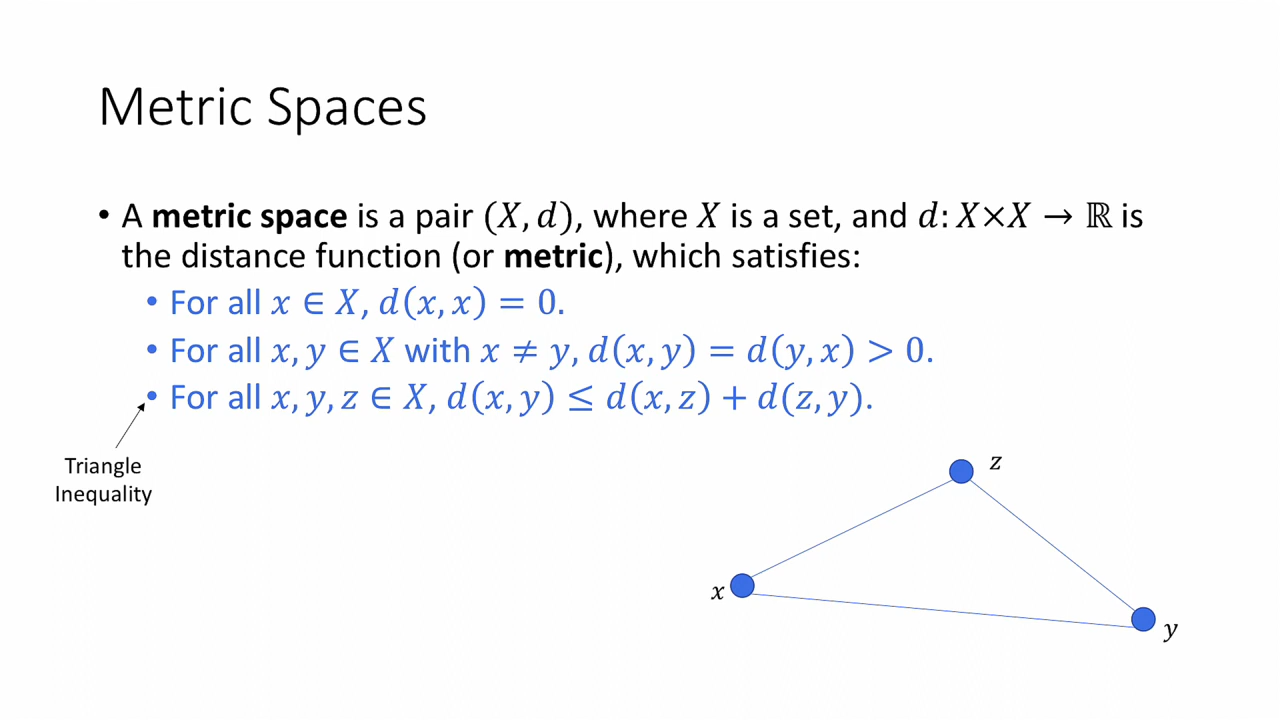 Metric Spaces
• A metric space is a pair (𝑋, 𝑑), where 𝑋 is a set, and 𝑑: 𝑋×𝑋 → ℝ is
the distance function (or metric), which satisfies:
• For all 𝑥 ∈ 𝑋, 𝑑(𝑥, 𝑥) = 0.
• For all 𝑥, 𝑦 ∈ 𝑋 with 𝑥 ≠ 𝑦, 𝑑(𝑥, 𝑦) = 𝑑(𝑦, 𝑥) > 0.
• For all 𝑥, 𝑦, 𝑧 ∈ 𝑋, 𝑑(𝑥, 𝑦) ≤ 𝑑(𝑥, 𝑧) + 𝑑(𝑧, 𝑦).
Triangle
Inequality
𝑧
𝑥
𝑦